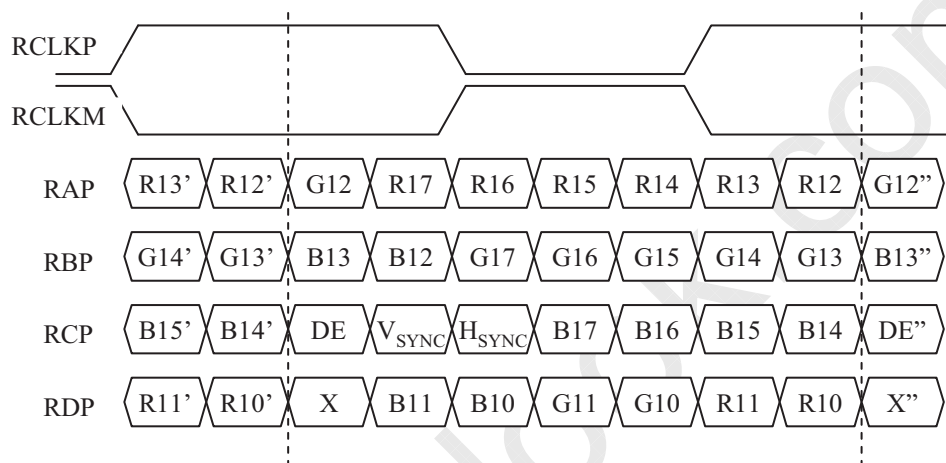 RCLKP
RCLKM
RAP R13’ R12’ G12 R17 R16 R15 R14 R13 R12 G12”
RBP G14’ G13’ B13 B12 G17 G16 G15 G14 G13 B13”
RCP B15’ B14’ DE VSYNC HSYNC B17 B16 B15 B14 DE”
RDP R11’ R10’ X B11 B10 G11 G10 R11 R10 X”